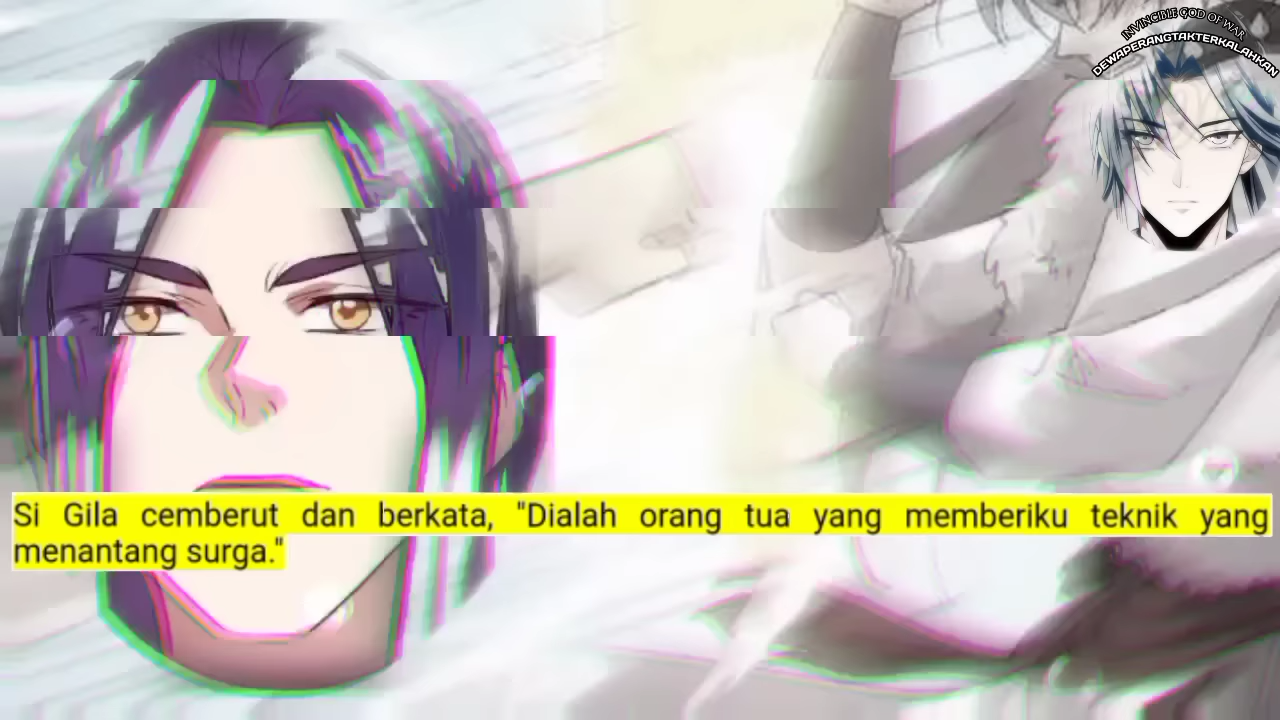 INVINCIBLE GOD OF WAR
DEWAPERANGTAKTERKALAHKAN
Si Gila cemberut dan berkata, "Dialah orang tua yang memberiku teknik yang
menantang surga."